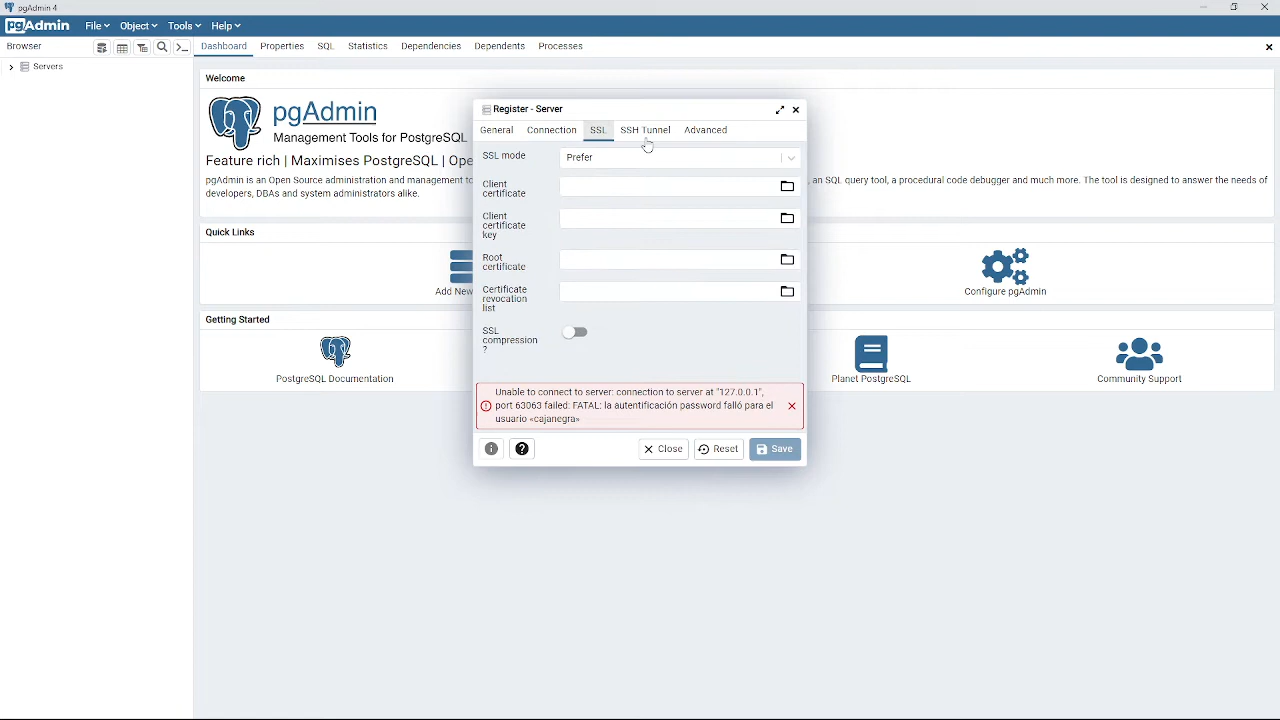 pgAdmin 4
pgAdmin File Object Tools Help
Browser
Dashboard Properties SQL Statistics Dependencies Dependents Processes
Servers
Welcome
pgAdmin
Management Tools for PostgreSQL
Feature rich | Maximises PostgreSQL | Ope
pgAdmin is an Open Source administration and management to
an SQL query tool, a procedural code debugger and much more. The tool is designed to answer the needs of
developers, DBAs and system administrators alike.
Quick Links
Add New
Configure pgAdmin
Getting Started
PostgreSQL Documentation
Planet PostgreSQL
Community Support
Register - Server
General Connection SSL SSH Tunnel Advanced
SSL mode
Prefer
Client
certificate
Client
certificate
key
Root
certificate
Certificate
revocation
list
SSL
compression
?
Unable to connect to server: connection to server at "127.0.0.1",
port 63063 failed: FATAL: la autentificación password falló para el
usuario «cajanegra»
Close Reset Save